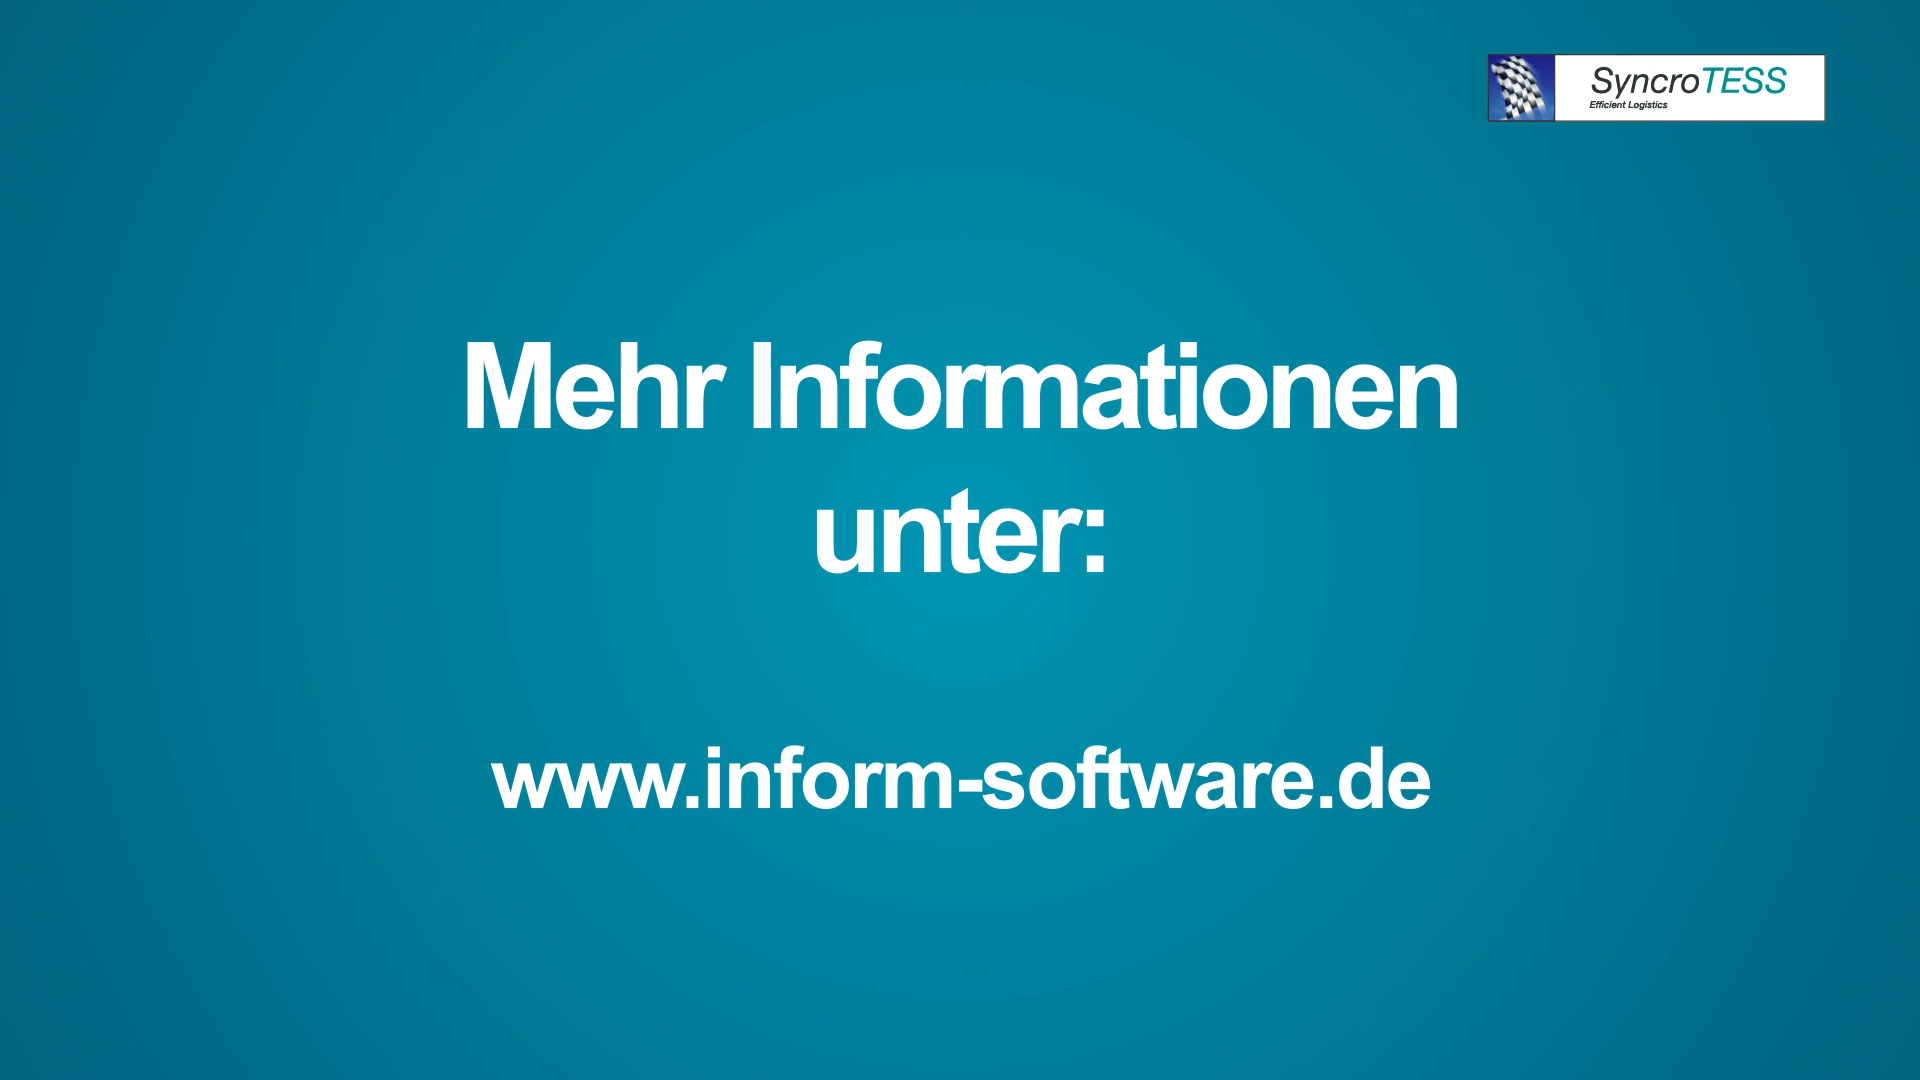 SyncroTESS
Efficient Logistics
Mehr Informationen
unter:
www.inform-software.de